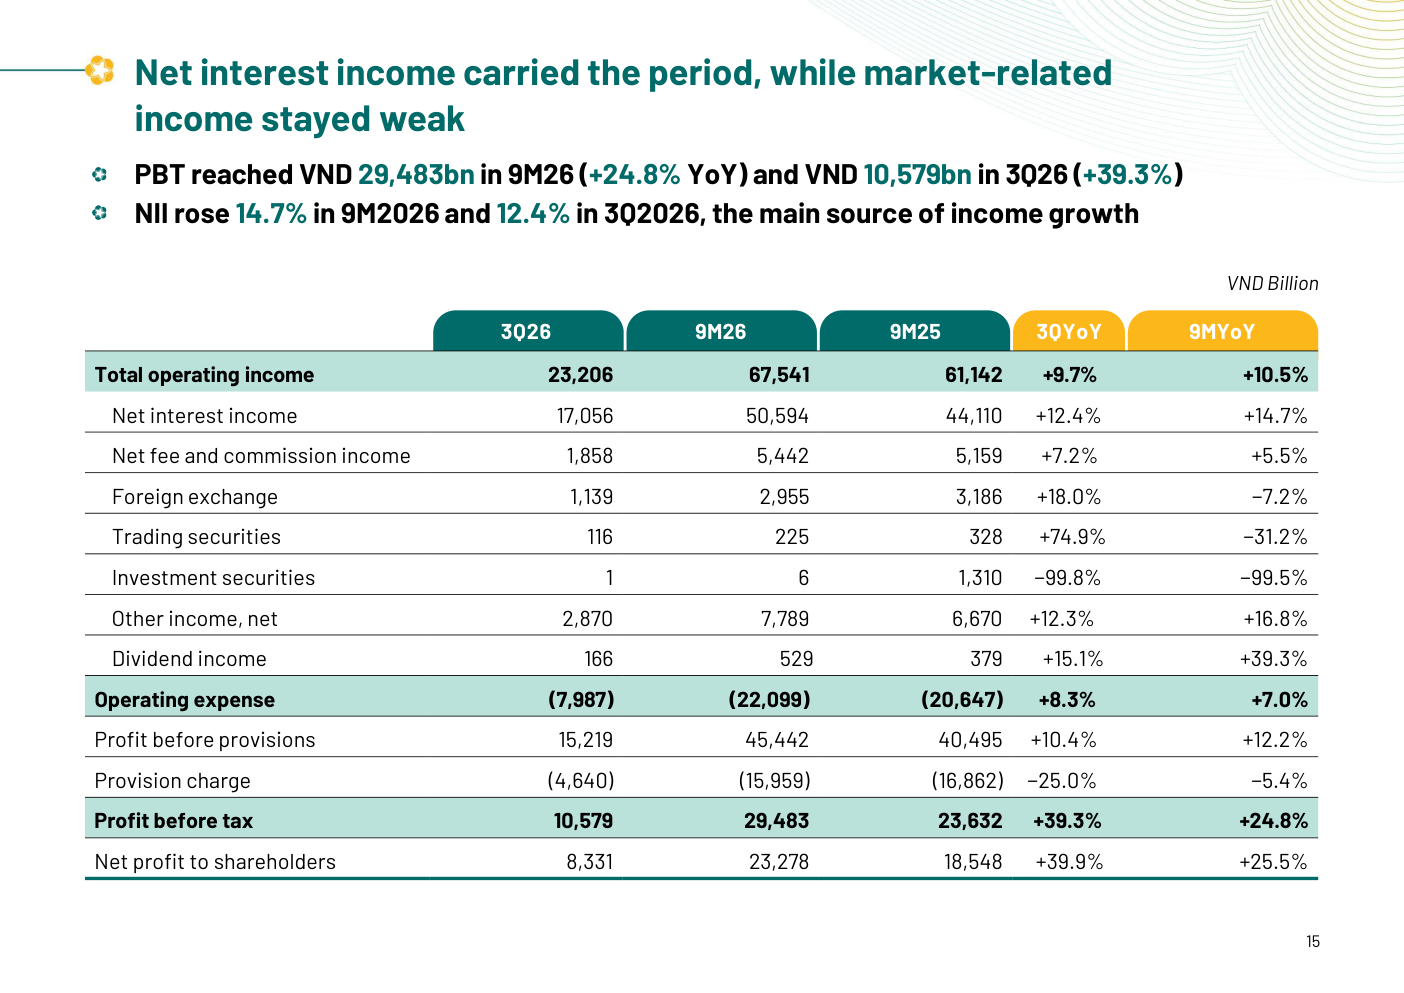 Net interest income carried the period, while market-related
income stayed weak
PBT reached VND 29,483bn in 9M26 (+24.8% YoY) and VND 10,579bn in 3Q26 (+39.3%)
NII rose 14.7% in 9M2026 and 12.4% in 3Q2026, the main source of income growth
VND Billion
3Q26 9M26 9M25 3QYoY 9MYoY
Total operating income 23,206 67,541 61,142 +9.7% +10.5%
Net interest income 17,056 50,594 44,110 +12.4% +14.7%
Net fee and commission income 1,858 5,442 5,159 +7.2% +5.5%
Foreign exchange 1,139 2,955 3,186 +18.0% −7.2%
Trading securities 116 225 328 +74.9% −31.2%
Investment securities 1 6 1,310 −99.8% −99.5%
Other income, net 2,870 7,789 6,670 +12.3% +16.8%
Dividend income 166 529 379 +15.1% +39.3%
Operating expense (7,987) (22,099) (20,647) +8.3% +7.0%
Profit before provisions 15,219 45,442 40,495 +10.4% +12.2%
Provision charge (4,640) (15,959) (16,862) −25.0% −5.4%
Profit before tax 10,579 29,483 23,632 +39.3% +24.8%
Net profit to shareholders 8,331 23,278 18,548 +39.9% +25.5%
15